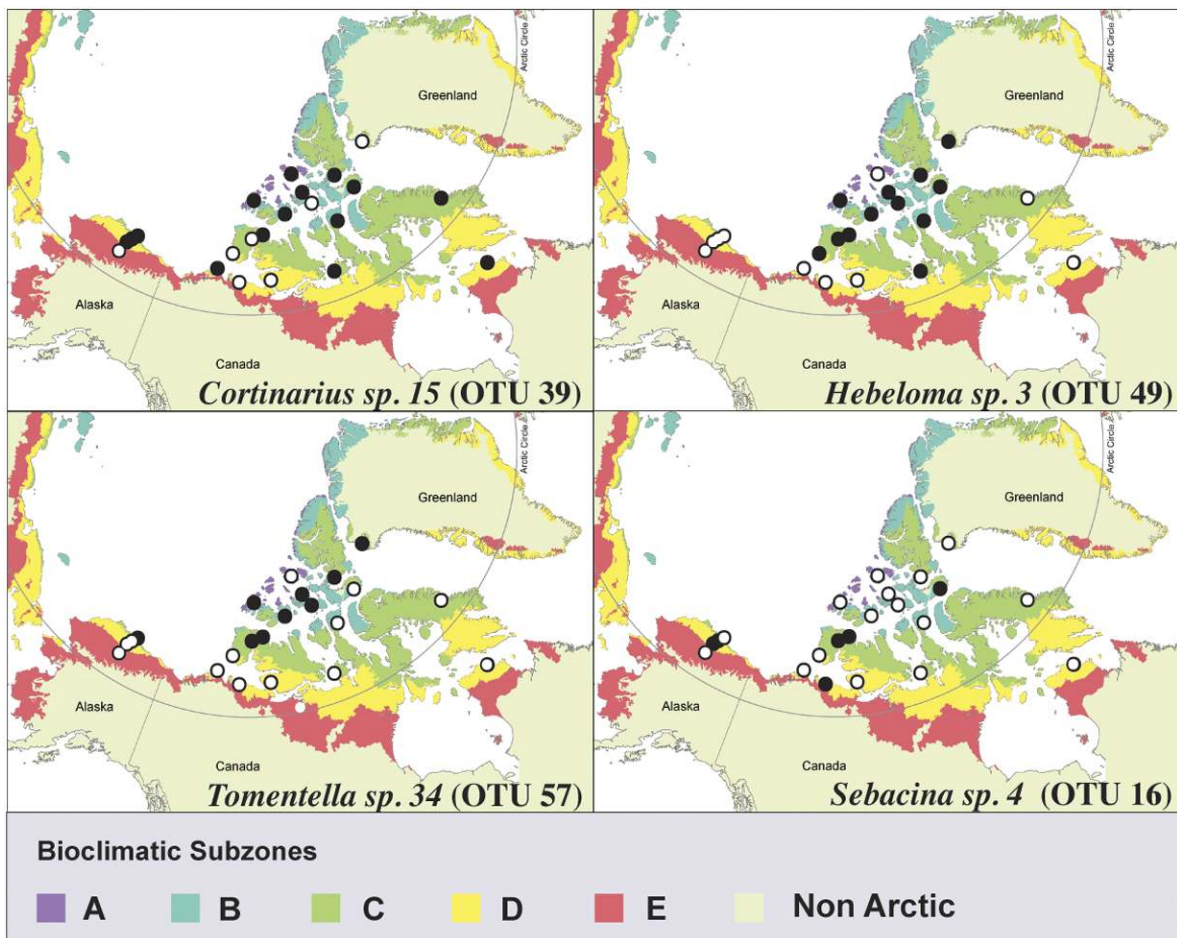 Arctic Circle
Greenland
Alaska
Canada
Cortinarius sp. 15 (OTU 39)
Arctic Circle
Greenland
Alaska
Canada
Hebeloma sp. 3 (OTU 49)
Arctic Circle
Greenland
Alaska
Canada
Tomentella sp. 34 (OTU 57)
Arctic Circle
Greenland
Alaska
Canada
Sebacina sp. 4 (OTU 16)
Bioclimatic Subzones
A B C D E Non Arctic